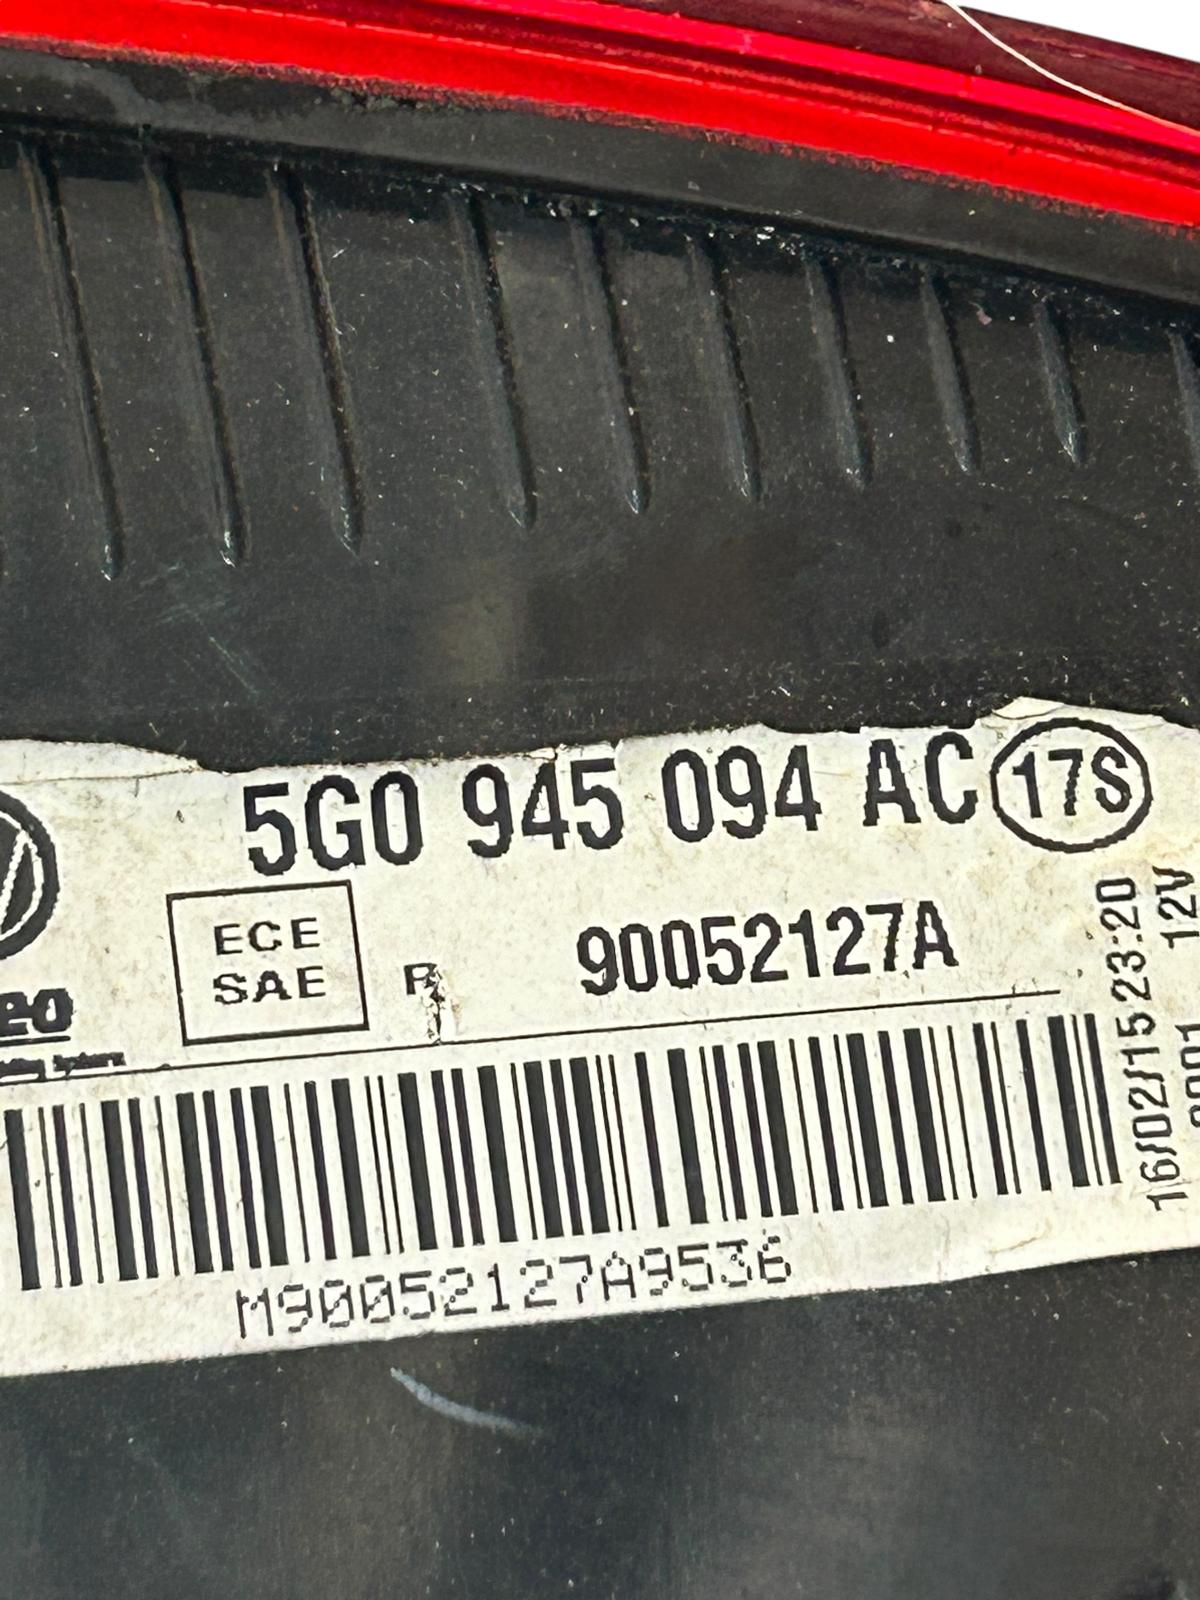 5G0 945 094 AC 17S
ECE
SAE
R
90052127A
M90052127A9536
16/02/15 23:20
12V